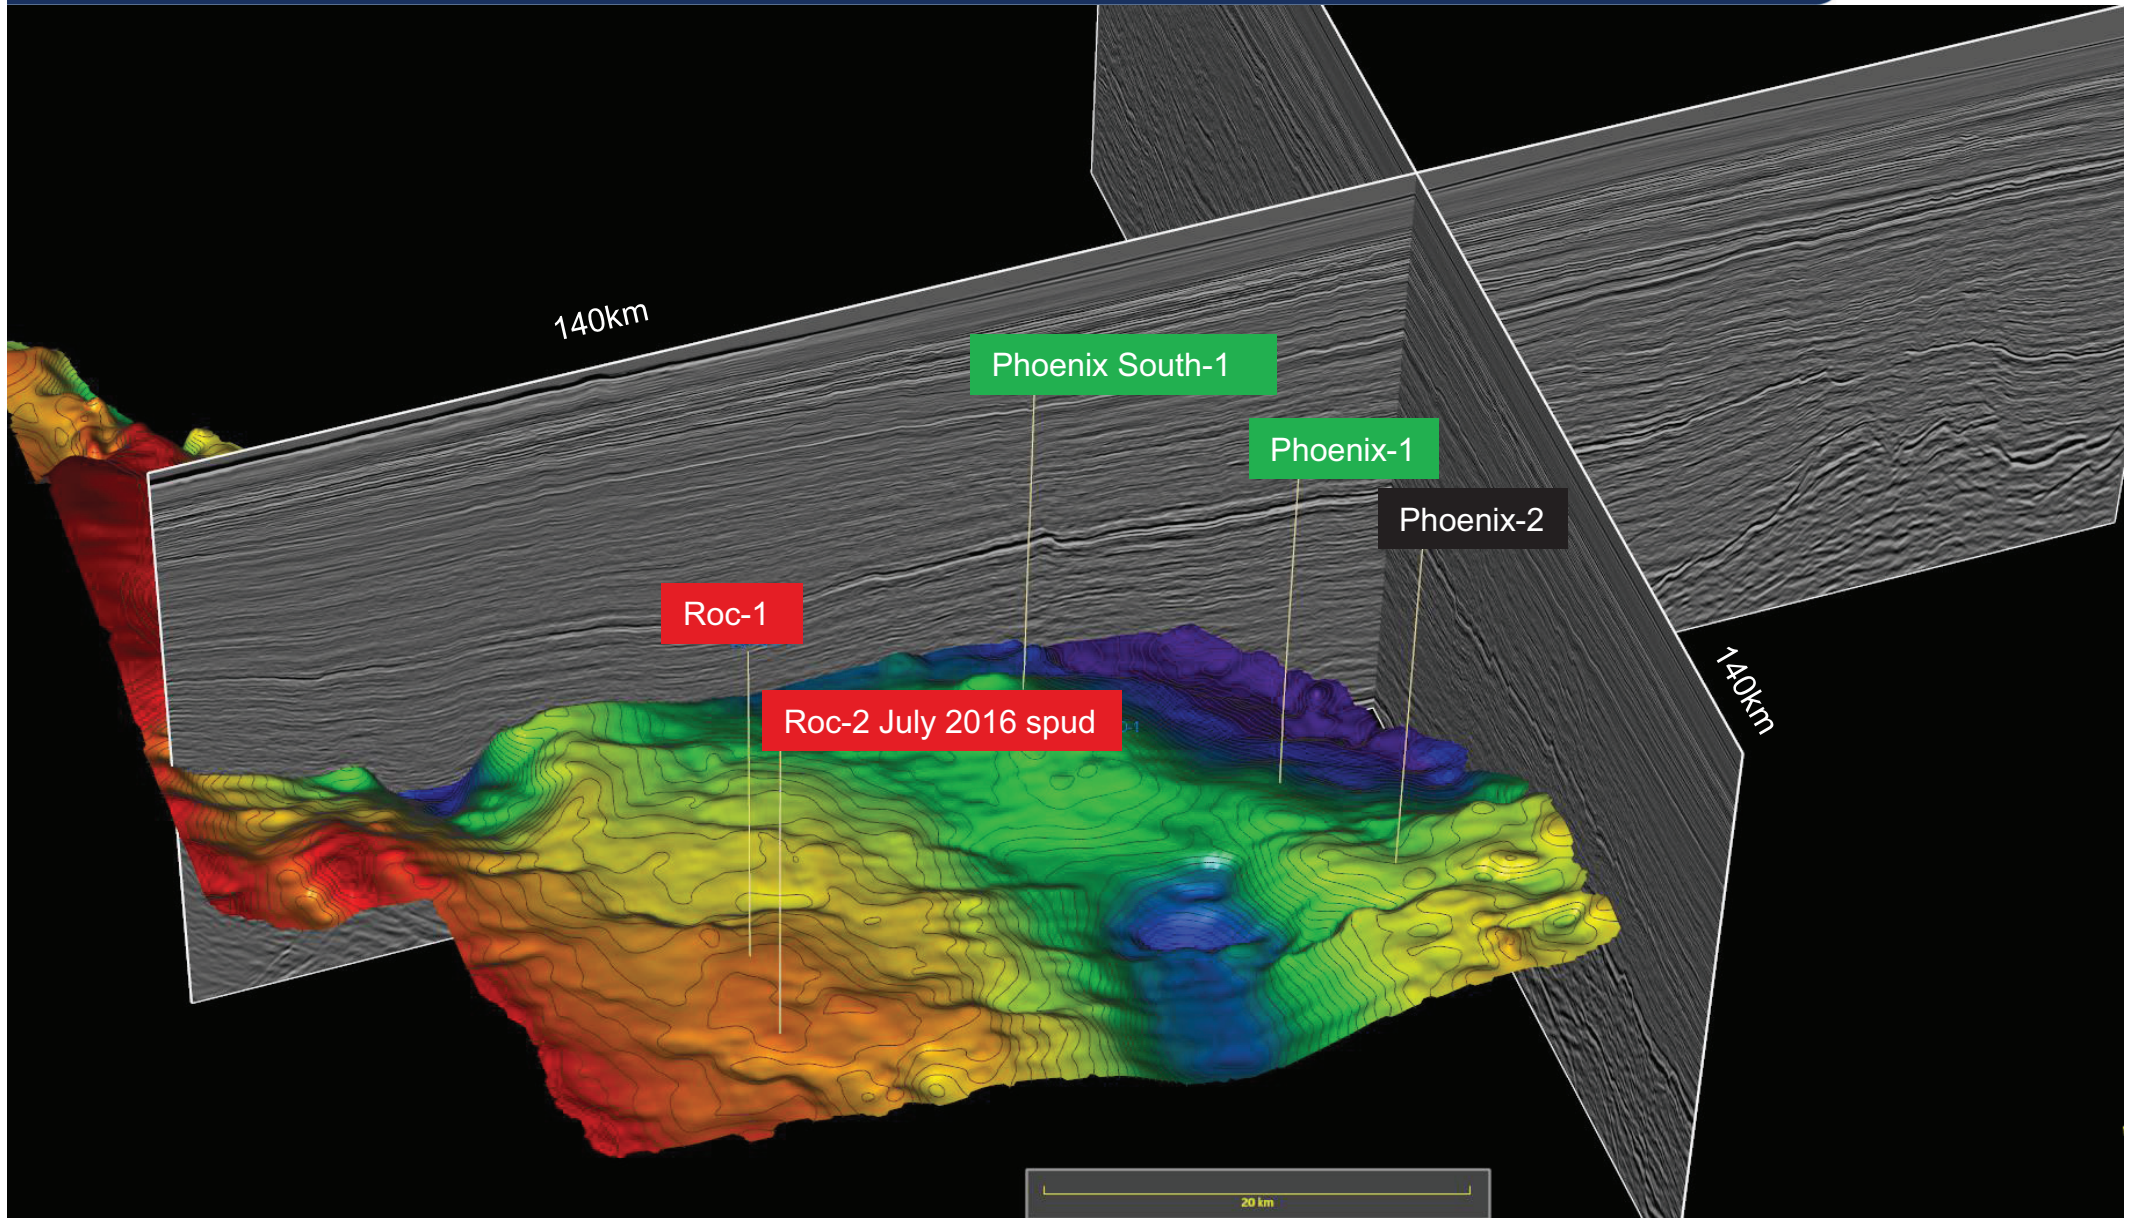 140km
Phoenix South-1
Phoenix-1
Phoenix-2
Roc-1
140km
Roc-2 July 2016 spud
20 km